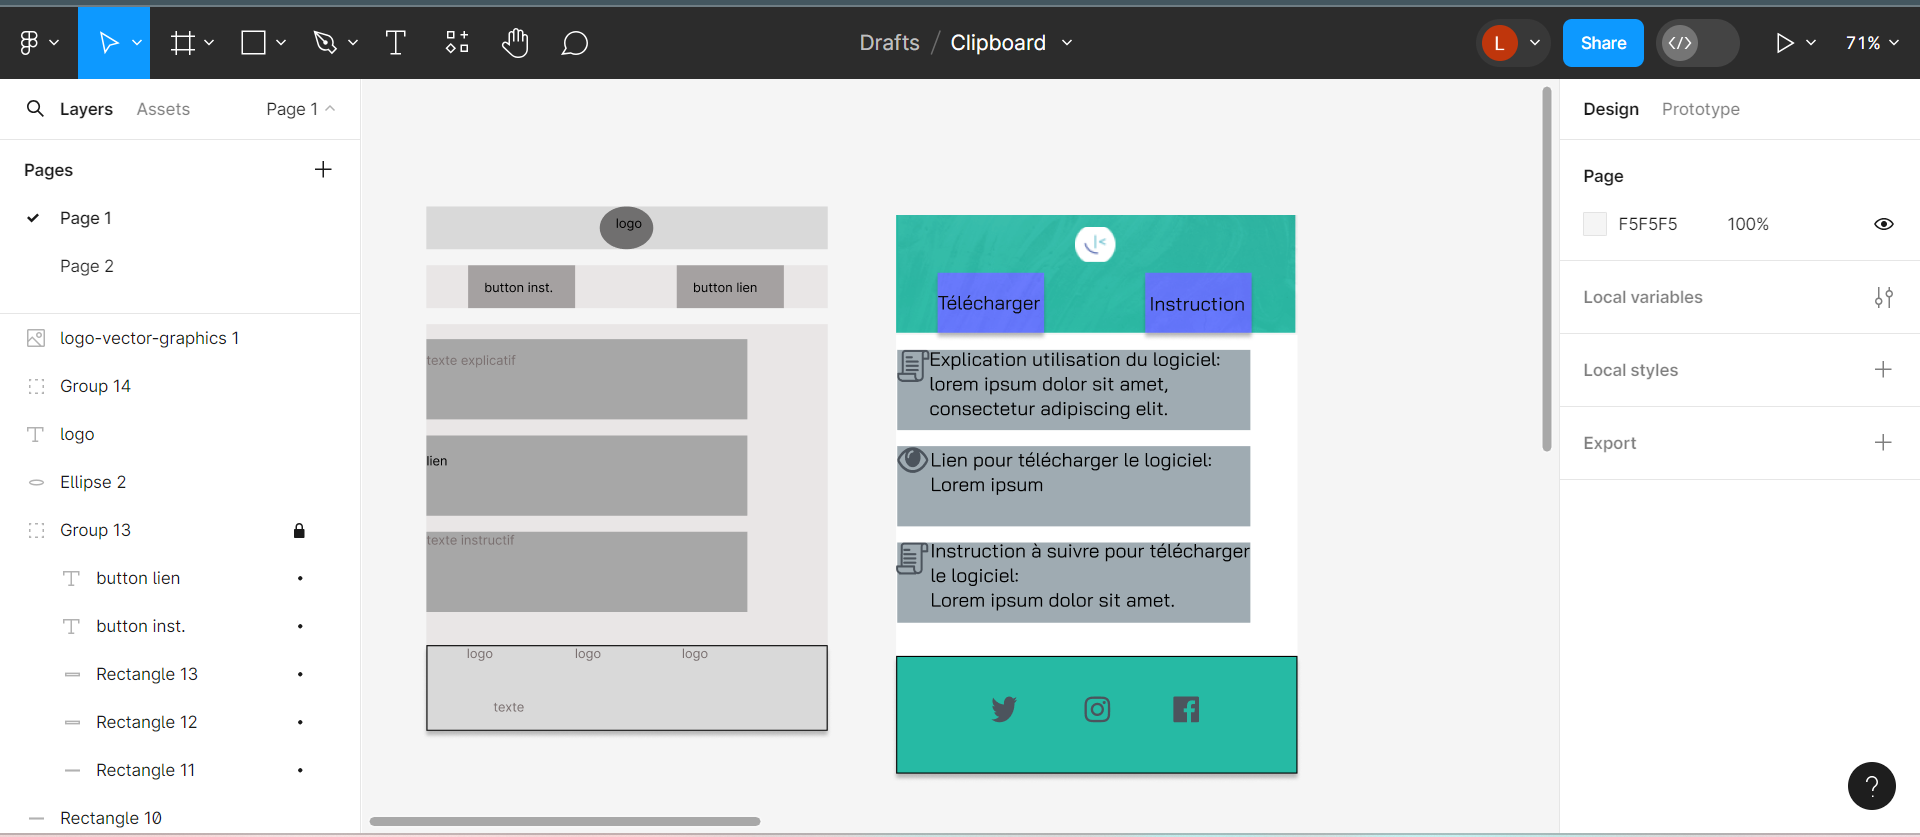 Drafts / Clipboard
L
Share
71%
Layers
Assets
Page 1
Pages
Page 1
Page 2
logo-vector-graphics 1
Group 14
logo
Ellipse 2
Group 13
button lien
button inst.
Rectangle 13
Rectangle 12
Rectangle 11
Rectangle 10
logo
button inst.
button lien
texte explicatif
lien
texte instructif
logo
logo
logo
texte
Télécharger
Instruction
Explication utilisation du logiciel:
lorem ipsum dolor sit amet,
consectetur adipiscing elit.
Lien pour télécharger le logiciel:
Lorem ipsum
Instruction à suivre pour télécharger
le logiciel:
Lorem ipsum dolor sit amet.
Design
Prototype
Page
F5F5F5
100%
Local variables
Local styles
Export
?